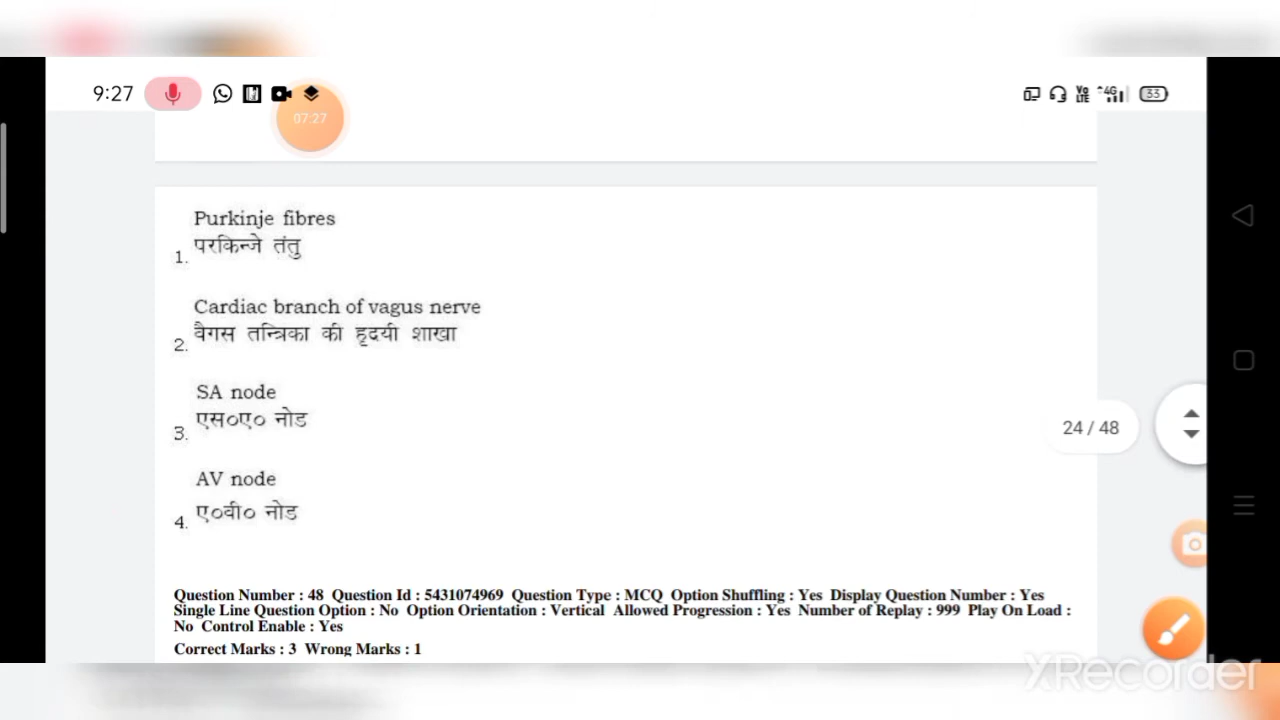 9:27
VoLTE 4G 33
07:27
Purkinje fibres
1. परकिन्जे तंतु
Cardiac branch of vagus nerve
2. वैगस तन्त्रिका की हृदयी शाखा
SA node
3. एस०ए० नोड
24 / 48
AV node
4. ए०वी० नोड
Question Number : 48 Question Id : 5431074969 Question Type : MCQ Option Shuffling : Yes Display Question Number : Yes
Single Line Question Option : No Option Orientation : Vertical Allowed Progression : Yes Number of Replay : 999 Play On Load :
No Control Enable : Yes
Correct Marks : 3 Wrong Marks : 1
XRecorder